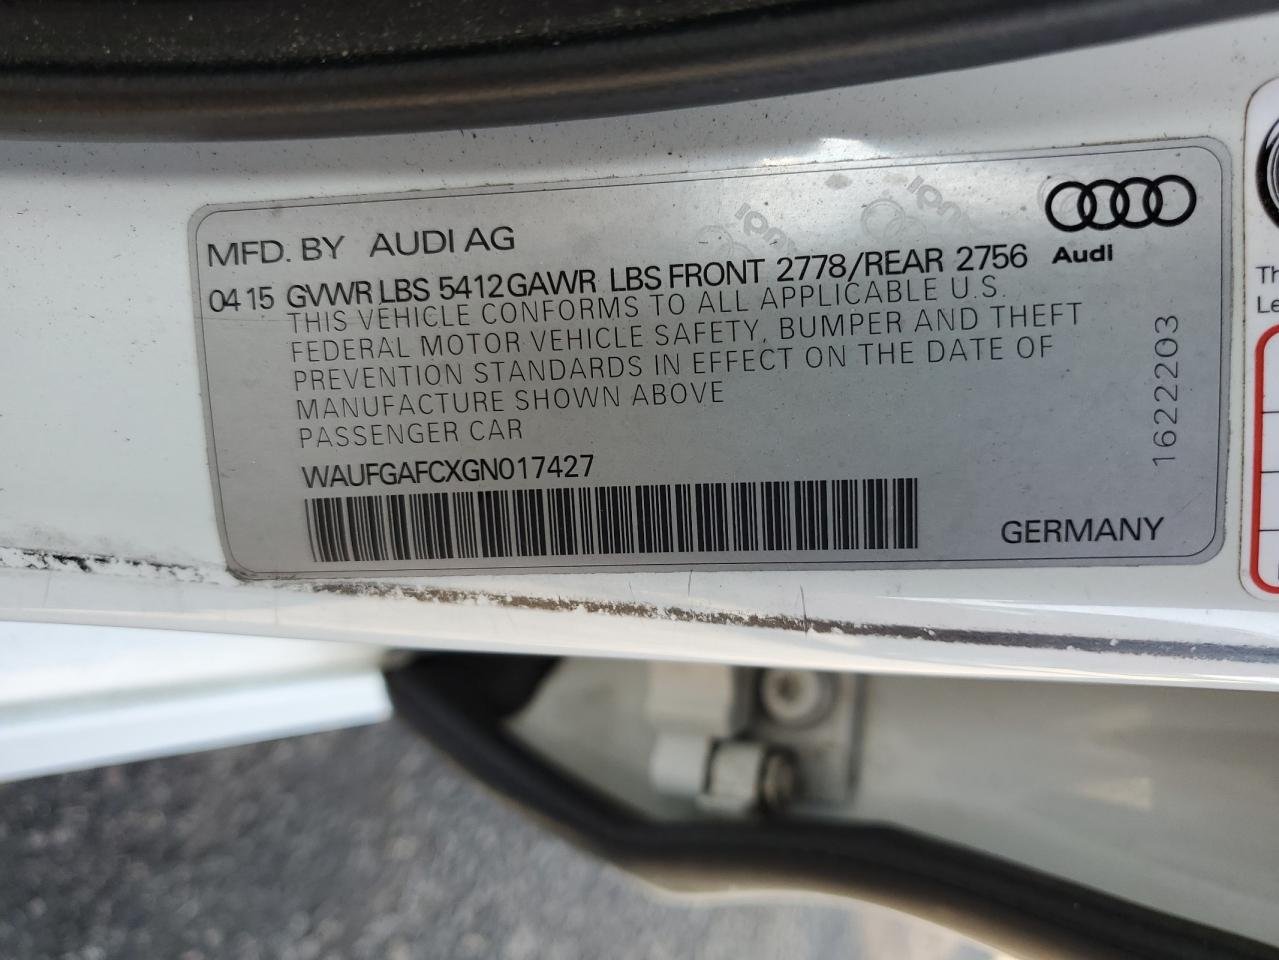 MFD. BY AUDI AG
04 15 GVWR LBS 5412 GAWR LBS FRONT 2778/REAR 2756
Audi
THIS VEHICLE CONFORMS TO ALL APPLICABLE U.S.
FEDERAL MOTOR VEHICLE SAFETY, BUMPER AND THEFT
PREVENTION STANDARDS IN EFFECT ON THE DATE OF
MANUFACTURE SHOWN ABOVE
PASSENGER CAR
WAUFGAFCXGN017427
GERMANY
16222203
Th
Le